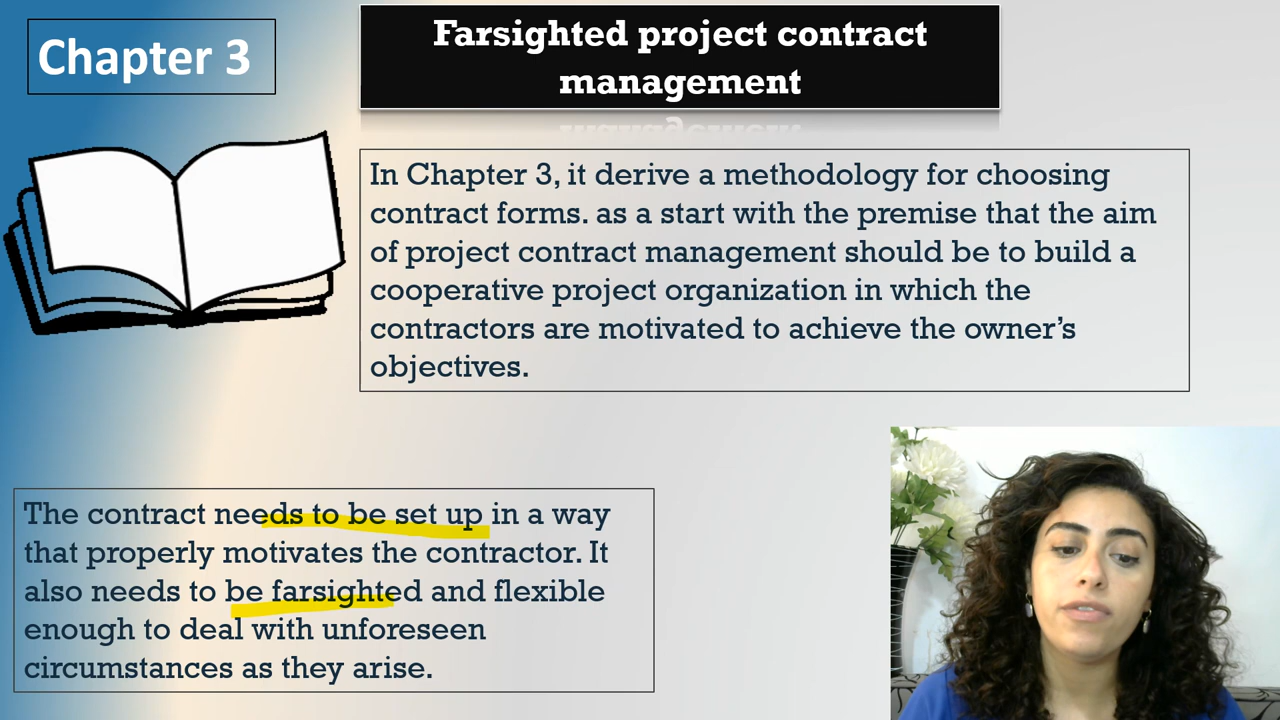 Chapter 3
Farsighted project contract
management
In Chapter 3, it derive a methodology for choosing
contract forms. as a start with the premise that the aim
of project contract management should be to build a
cooperative project organization in which the
contractors are motivated to achieve the owner’s
objectives.
The contract needs to be set up in a way
that properly motivates the contractor. It
also needs to be farsighted and flexible
enough to deal with unforeseen
circumstances as they arise.